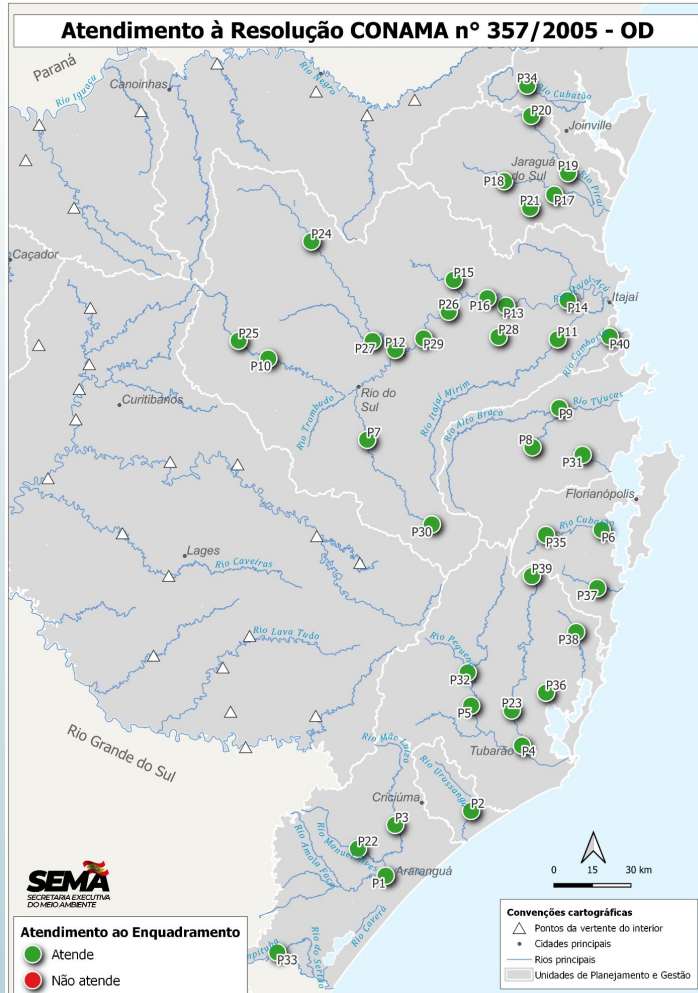 Atendimento à Resolução CONAMA n° 357/2005 - OD
Paraná
Rio Iguaçu
Canoinhas
Rio Negro
P34
Rio Cubatão
P20
Joinville
P19
Jaraguá
do Sul
P18
Rio Piraí
P17
P21
P24
Caçador
P15
P26
P16
P13
Rio Itajaí-Açú
P14
Itajaí
P25
P10
P27
P12
P29
P28
P11
Rio Camboriú
P40
Curitibanos
Rio do
Sul
Rio Trombudo
Rio Itajaí Mirim
Rio Alto Braço
P9
Rio Tijucas
P7
P8
P31
Florianópolis
P30
Rio Cubatão
P6
P35
Lages
Rio Caveiras
P39
P37
P38
Rio Lava Tudo
Rio Pequeno
P32
P36
P5
P23
Rio Grande do Sul
Tubarão
P4
Rio Mãe Luzia
Rio Urussanga
Criciúma
P2
P3
Rio Manuel Alves
P22
Rio Amola Faca
Araranguá
P1
0 15 30 km
SEMA
SECRETARIA EXECUTIVA
DO MEIO AMBIENTE
Rio Caverá
Rio do Sertão
P33
Atendimento ao Enquadramento
Atende
Não atende
Convenções cartográficas
Pontos da vertente do interior
Cidades principais
Rios principais
Unidades de Planejamento e Gestão